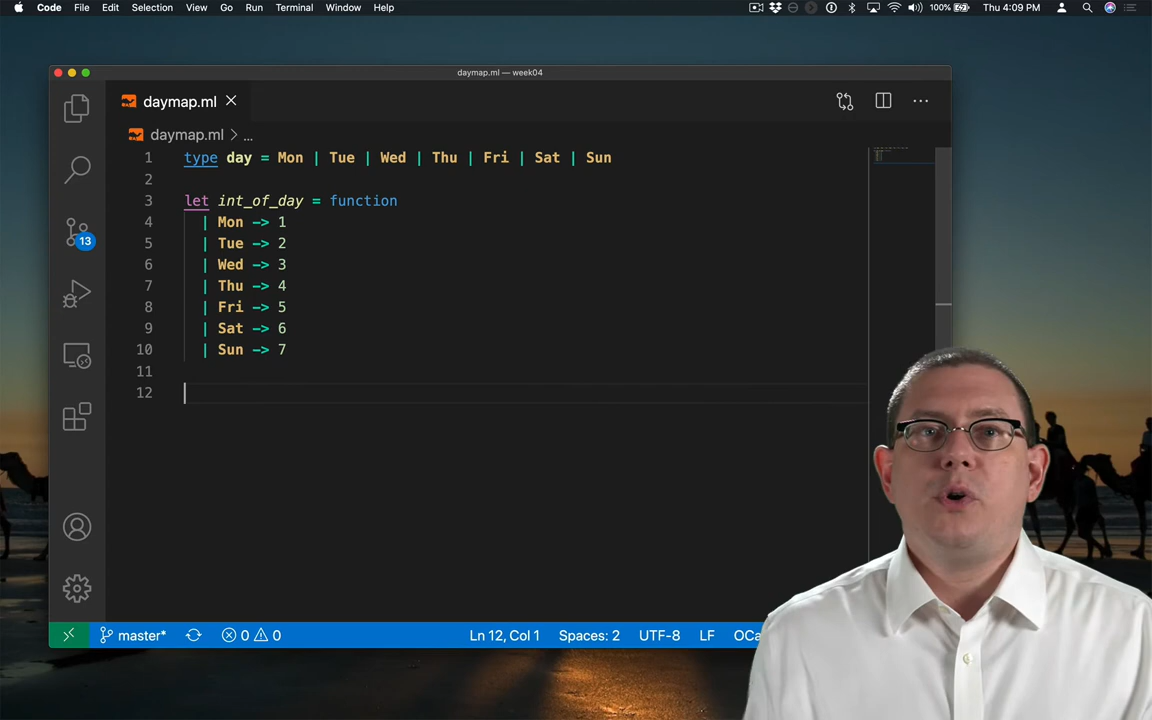 Code File Edit Selection View Go Run Terminal Window Help 100% Thu 4:09 PM
daymap.ml — week04
daymap.ml
daymap.ml > ...
1 type day = Mon | Tue | Wed | Thu | Fri | Sat | Sun
2
3 let int_of_day = function
4 | Mon -> 1
5 | Tue -> 2
6 | Wed -> 3
7 | Thu -> 4
8 | Fri -> 5
9 | Sat -> 6
10 | Sun -> 7
11
12
13
master* 0 0 Ln 12, Col 1 Spaces: 2 UTF-8 LF OCa